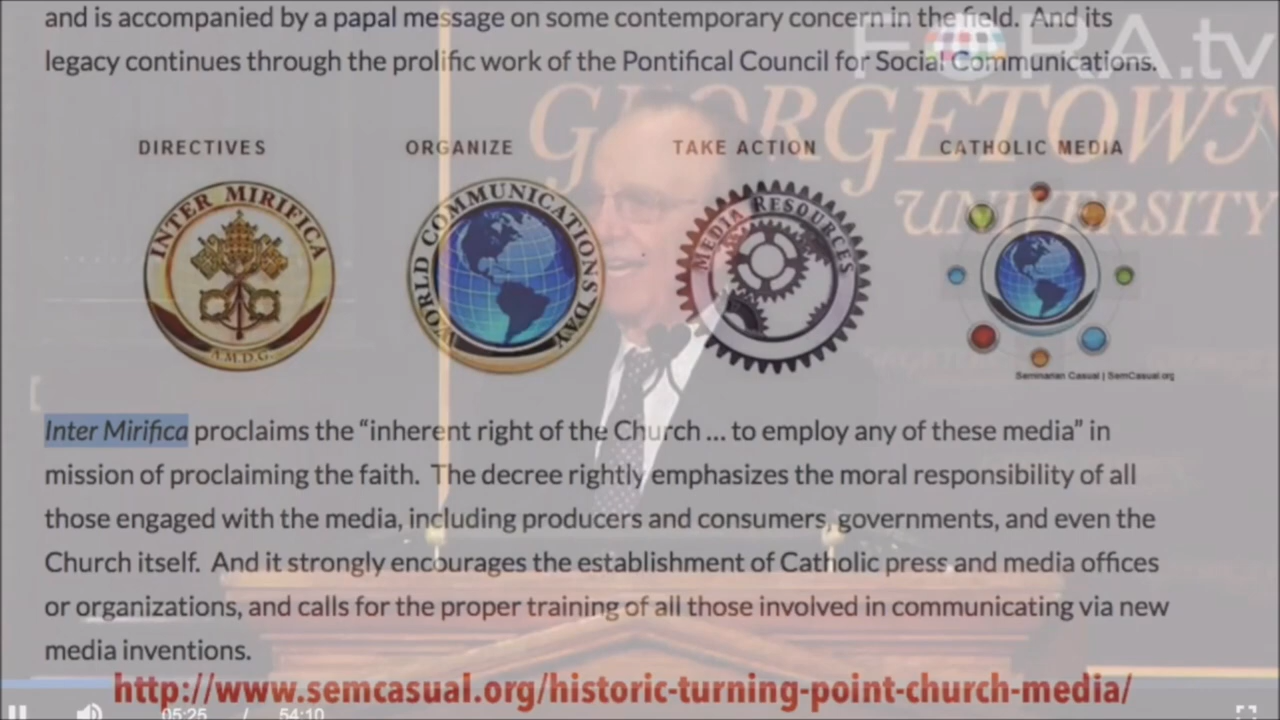 and is accompanied by a papal message on some contemporary concern in the field. And its
legacy continues through the prolific work of the Pontifical Council for Social Communications.
FORA.tv
GEORGETOWN
UNIVERSITY
DIRECTIVES ORGANIZE TAKE ACTION CATHOLIC MEDIA
INTER MIRIFICA
A.M.D.G.
WORLD COMMUNICATIONS DAY
MEDIA RESOURCES
Seminarian Casual | SemCasual.org
Inter Mirifica proclaims the “inherent right of the Church ... to employ any of these media” in
mission of proclaiming the faith. The decree rightly emphasizes the moral responsibility of all
those engaged with the media, including producers and consumers, governments, and even the
Church itself. And it strongly encourages the establishment of Catholic press and media offices
or organizations, and calls for the proper training of all those involved in communicating via new
media inventions.
http://www.semcasual.org/historic-turning-point-church-media/
05:25 / 54:10